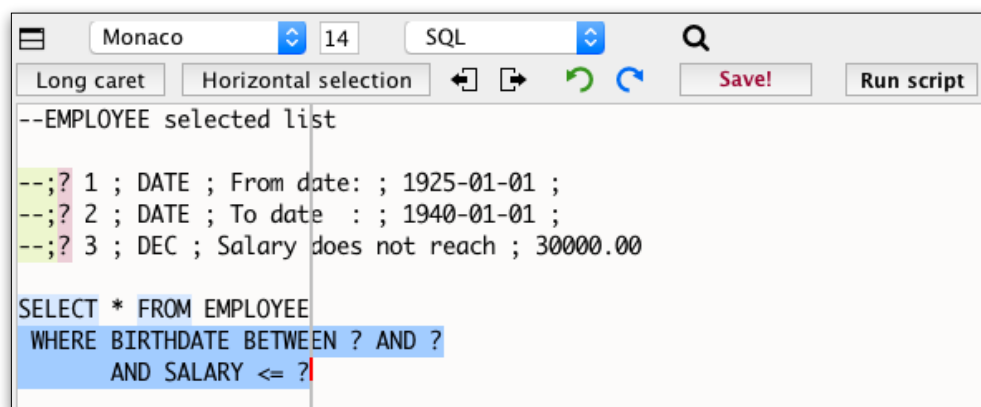 Monaco 14 SQL
Long caret Horizontal selection Save! Run script
--EMPLOYEE selected list
--;? 1 ; DATE ; From date: ; 1925-01-01 ;
--;? 2 ; DATE ; To date  : ; 1940-01-01 ;
--;? 3 ; DEC ; Salary does not reach ; 30000.00
SELECT * FROM EMPLOYEE
WHERE BIRTHDATE BETWEEN ? AND ?
AND SALARY <= ?